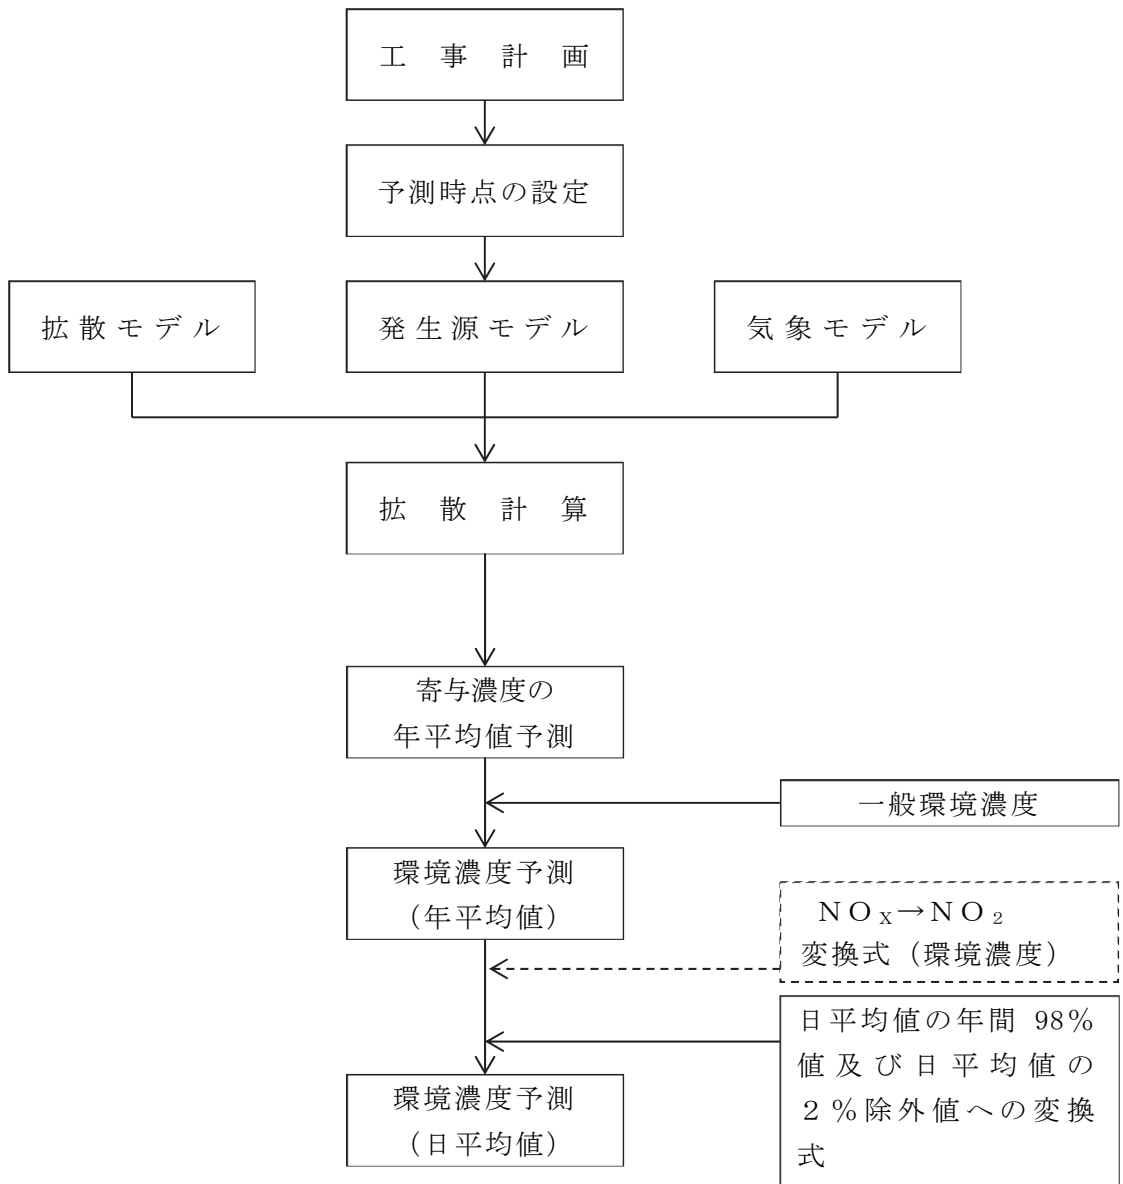 工事計画
予測時点の設定
拡散モデル
発生源モデル
気象モデル
拡散計算
寄与濃度の
年平均値予測
一般環境濃度
環境濃度予測
（年平均値）
ＮＯｘ→ＮＯ₂
変換式（環境濃度）
日平均値の年間 98％
値及び日平均値の
２％除外値への変換
式
環境濃度予測
（日平均値）